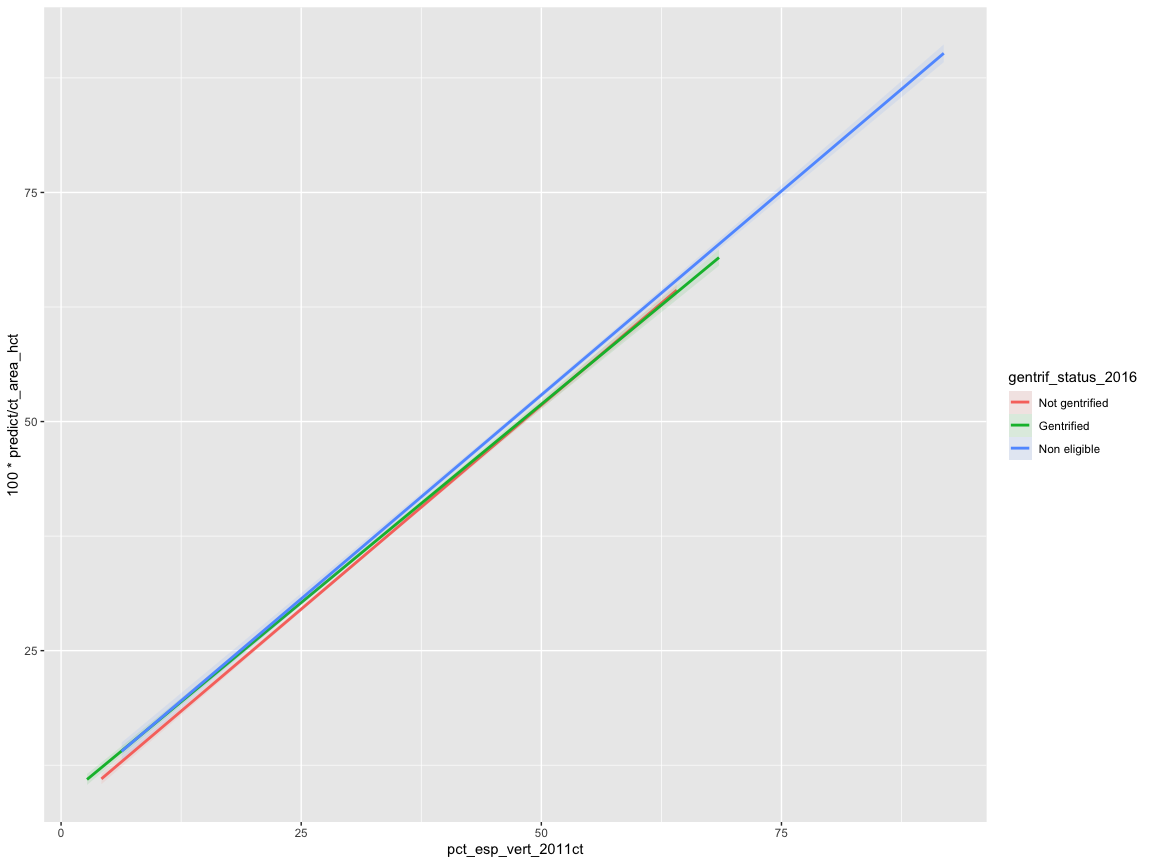 100 * predict/ct_area_hct
75
50
25
0
25
50
75
pct_esp_vert_2011ct
gentrif_status_2016
Not gentrified
Gentrified
Non eligible